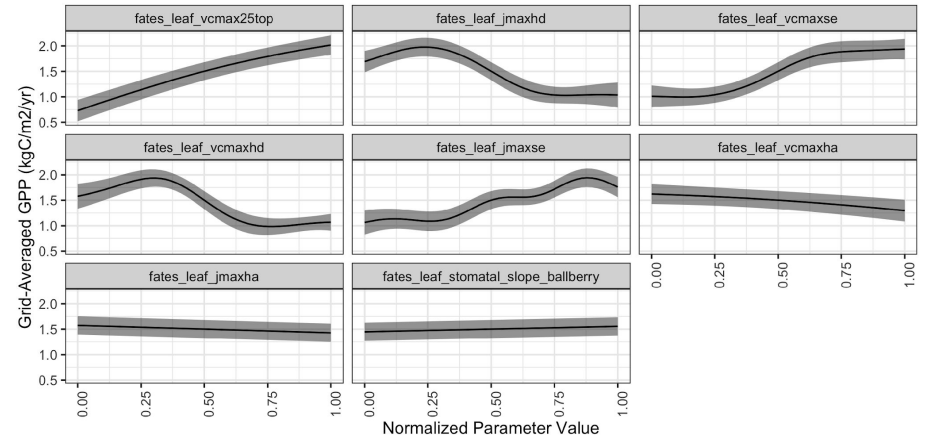 fates_leaf_vcmax25top
fates_leaf_jmaxhd
fates_leaf_vcmaxse
2.0
1.5
1.0
0.5
fates_leaf_vcmaxhd
fates_leaf_jmaxse
fates_leaf_vcmaxha
2.0
1.5
1.0
0.5
0.00
0.25
0.50
0.75
1.00
fates_leaf_jmaxha
fates_leaf_stomatal_slope_ballberry
2.0
1.5
1.0
0.5
0.00
0.25
0.50
0.75
1.00
0.00
0.25
0.50
0.75
1.00
Grid-Averaged GPP (kgC/m2/yr)
Normalized Parameter Value